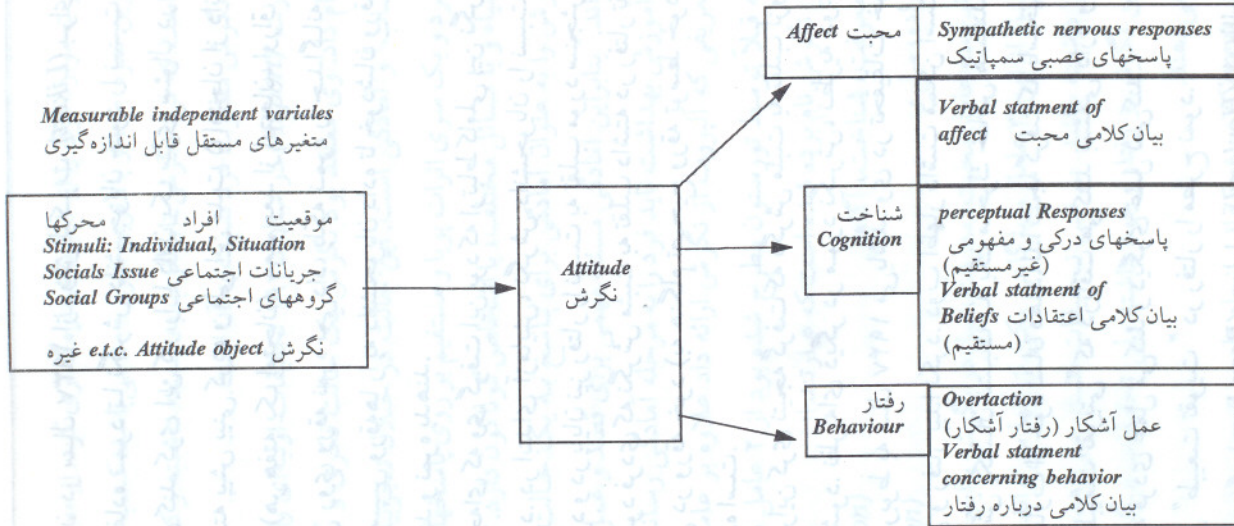 Measurable independent variales
متغیرهای مستقل قابل اندازه‌گیری
موقعیت افراد محرکها
Stimuli: Individual, Situation
Socials Issue جریانات اجتماعی
Social Groups گروههای اجتماعی
نگرش e.t.c. Attitude object غیره
Attitude
نگرش
Affect محبت
Sympathetic nervous responses
پاسخهای عصبی سمپاتیک
Verbal statment of
affect بیان کلامی محبت
شناخت
Cognition
perceptual Responses
پاسخهای درکی و مفهومی
(غیرمستقیم)
Verbal statment of
Beliefs بیان کلامی اعتقادات
(مستقیم)
رفتار
Behaviour
Overtaction
عمل آشکار (رفتار آشکار)
Verbal statment
concerning behavior
بیان کلامی درباره رفتار